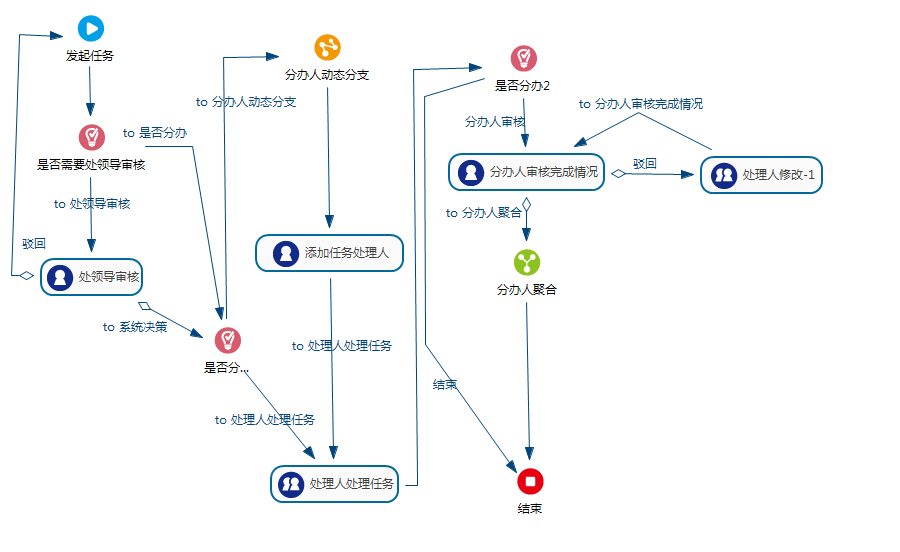 发起任务
是否需要处领导审核
to 是否分办
to 处领导审核
驳回
处领导审核
to 系统决策
是否分...
to 处理人处理任务
分办人动态分支
to 分办人动态分支
添加任务处理人
to 处理人处理任务
处理人处理任务
是否分办2
分办人审核
to 分办人审核完成情况
分办人审核完成情况
驳回
处理人修改-1
to 分办人聚合
分办人聚合
结束
结束